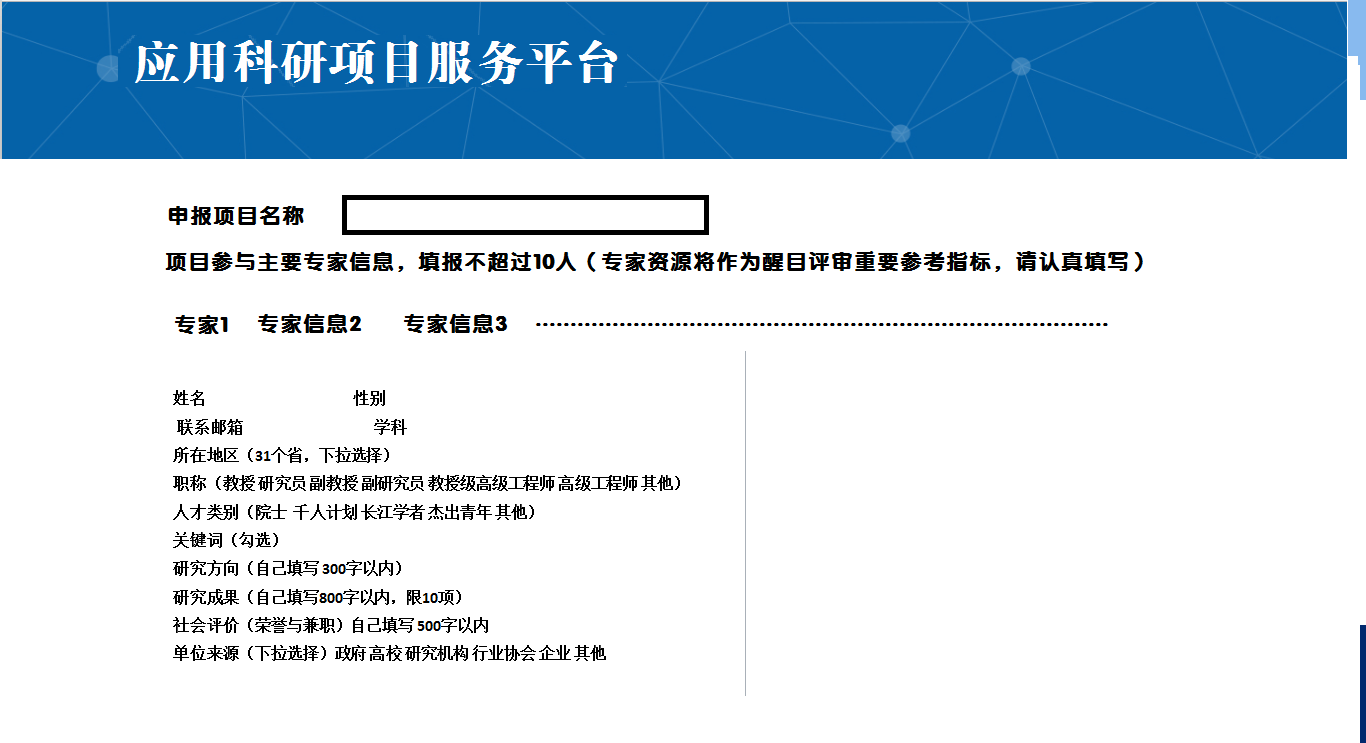 应用科研项目服务平台
申报项目名称
项目参与主要专家信息，填报不超过10人（专家资源将作为醒目评审重要参考指标，请认真填写）
专家1 专家信息2 专家信息3 ………………………………………………………………………
姓名 性别
联系邮箱 学科
所在地区（31个省，下拉选择）
职称（教授 研究员 副教授 副研究员 教授级高级工程师 高级工程师 其他）
人才类别（院士 千人计划 长江学者 杰出青年 其他）
关键词（勾选）
研究方向（自己填写 300字以内）
研究成果（自己填写800字以内，限10项）
社会评价（荣誉与兼职）自己填写 500字以内
单位来源（下拉选择）政府 高校 研究机构 行业协会 企业 其他